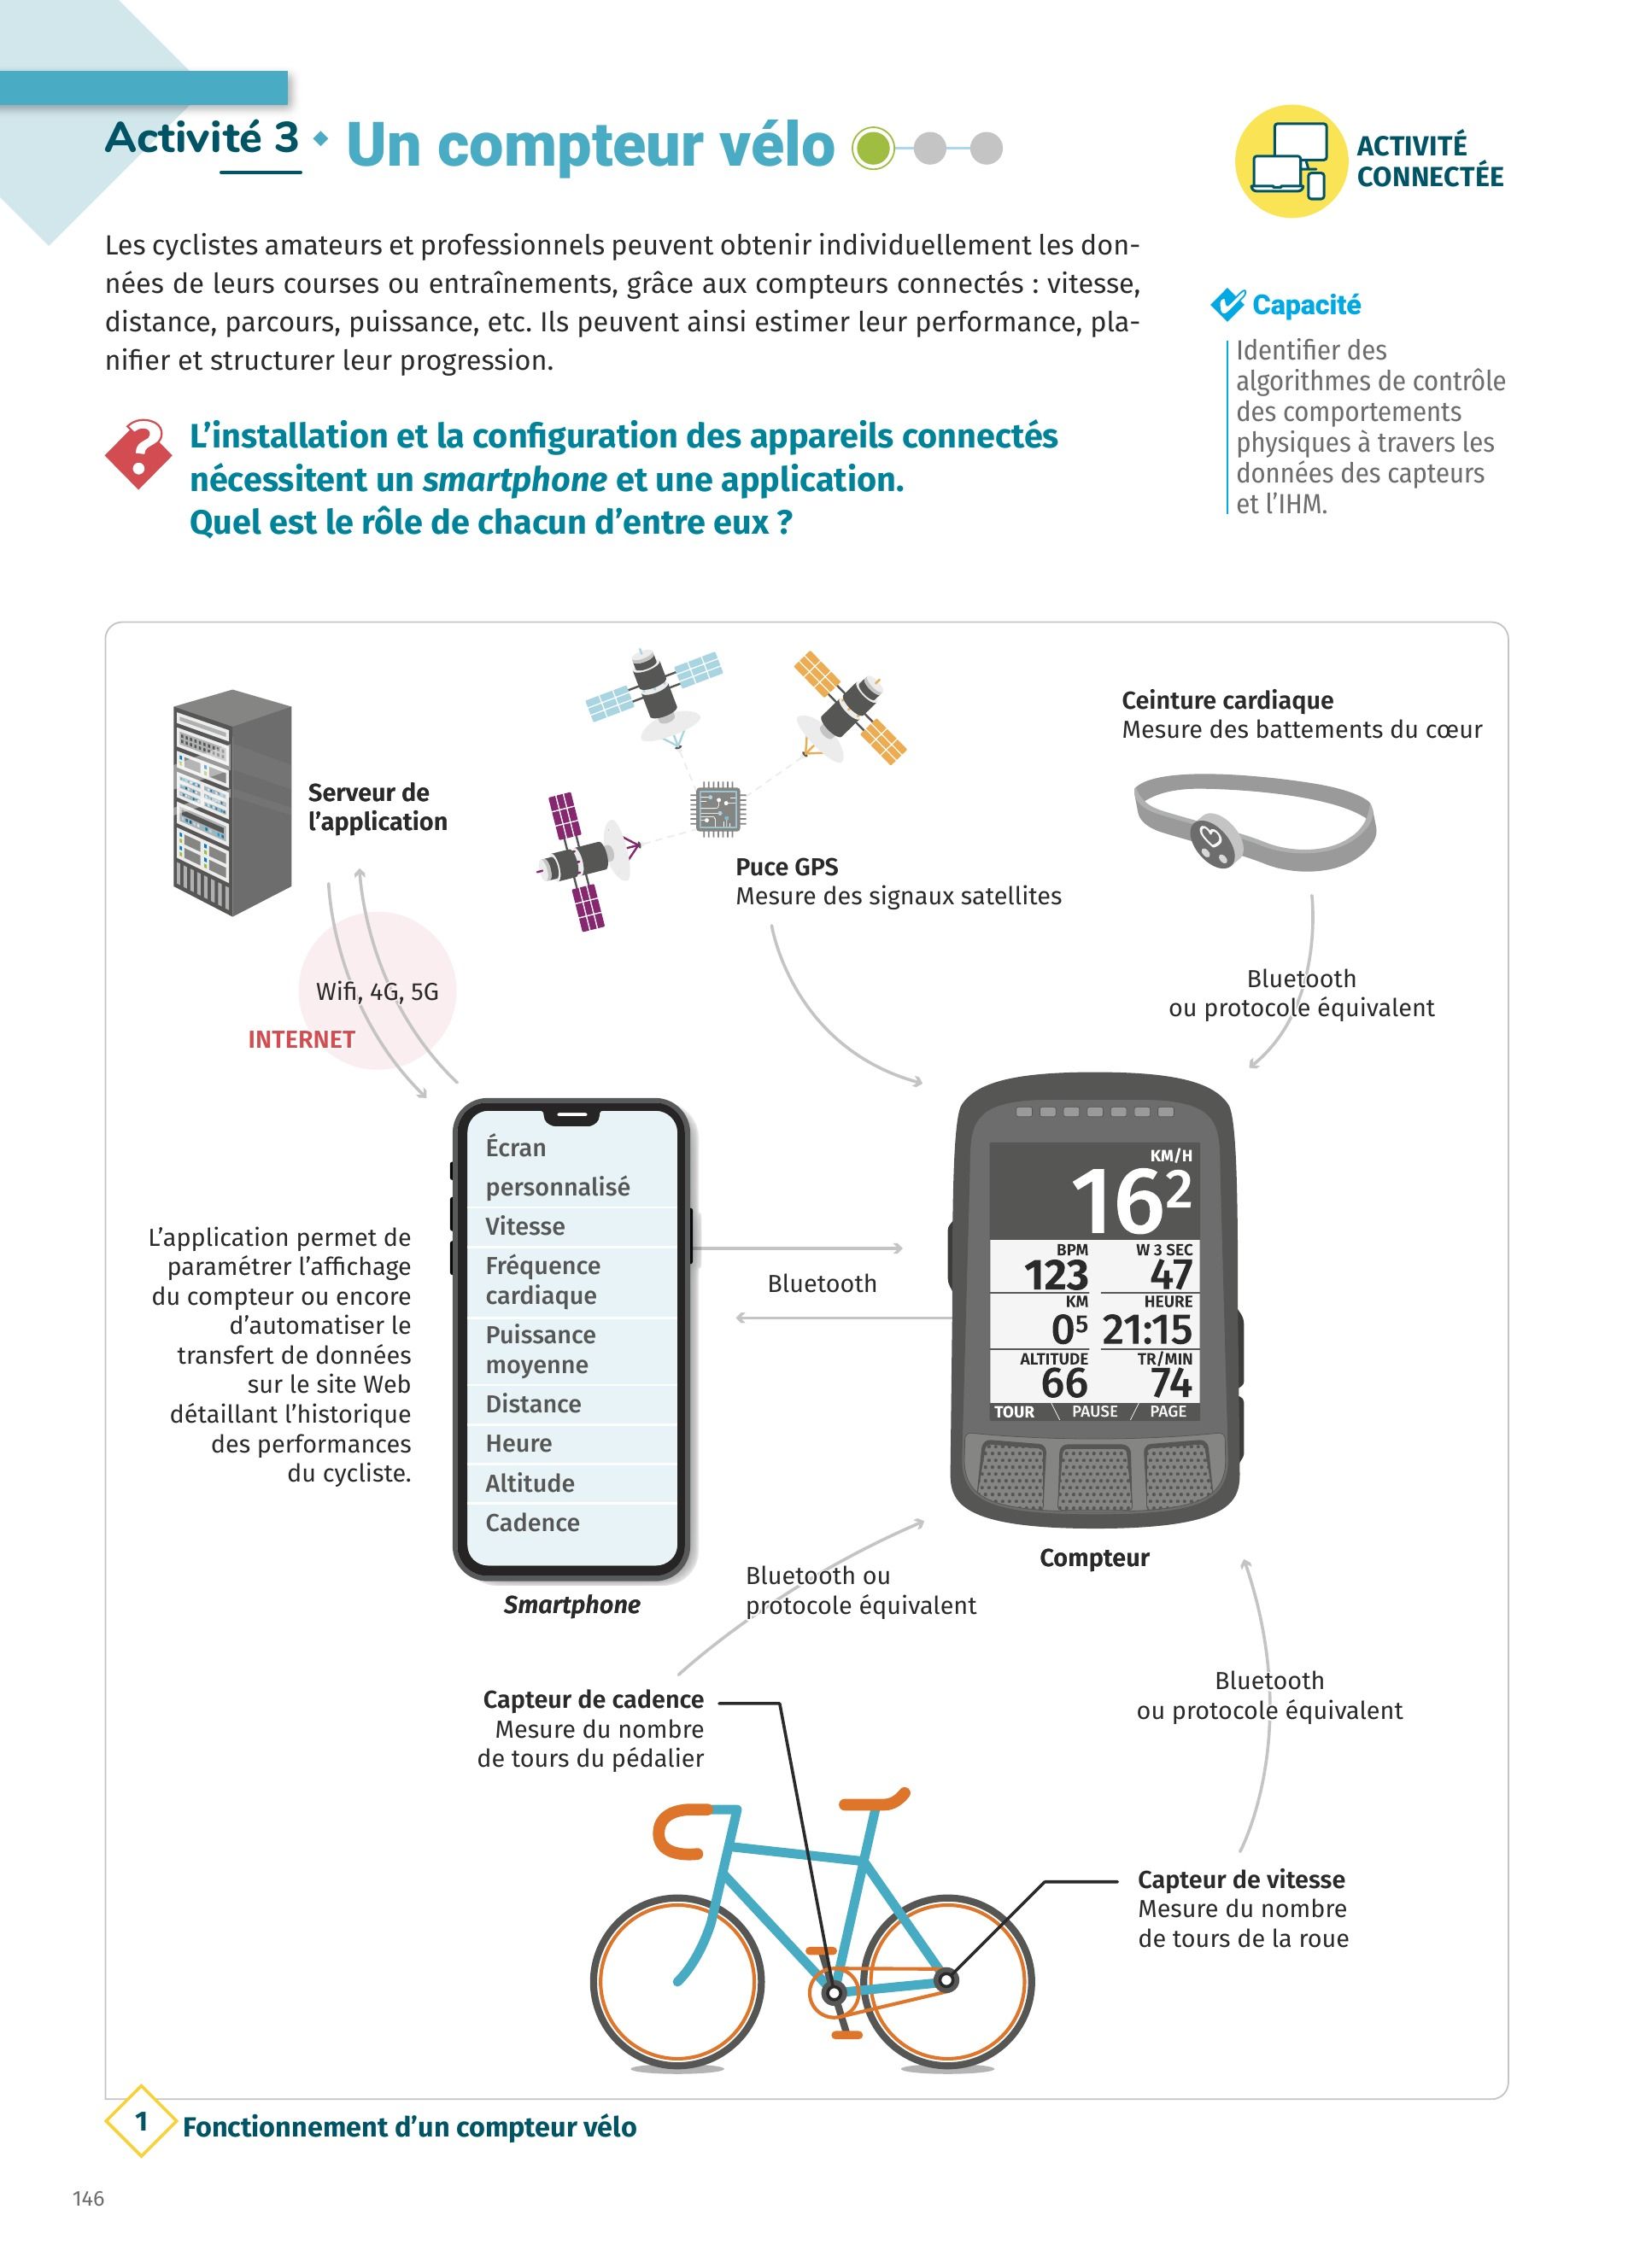 Activité 3 • Un compteur vélo
ACTIVITÉ
CONNECTÉE
Les cyclistes amateurs et professionnels peuvent obtenir individuellement les don-
nées de leurs courses ou entraînements, grâce aux compteurs connectés : vitesse,
distance, parcours, puissance, etc. Ils peuvent ainsi estimer leur performance, pla-
nifier et structurer leur progression.
Capacité
Identifier des
algorithmes de contrôle
des comportements
physiques à travers les
données des capteurs
et l'IHM.
?
L'installation et la configuration des appareils connectés
nécessitent un smartphone et une application.
Quel est le rôle de chacun d'entre eux ?
Serveur de
l'application
Puce GPS
Mesure des signaux satellites
Ceinture cardiaque
Mesure des battements du cœur
Wifi, 4G, 5G
INTERNET
Bluetooth
ou protocole équivalent
L'application permet de
paramétrer l'affichage
du compteur ou encore
d'automatiser le
transfert de données
sur le site Web
détaillant l'historique
des performances
du cycliste.
Écran
personnalisé
Vitesse
Fréquence
cardiaque
Puissance
moyenne
Distance
Heure
Altitude
Cadence
Smartphone
Bluetooth
KM/H
16²
BPM W 3 SEC
123 47
KM HEURE
0⁵ 21:15
ALTITUDE TR/MIN
66 74
TOUR \ PAUSE / PAGE
Compteur
Bluetooth ou
protocole équivalent
Bluetooth
ou protocole équivalent
Capteur de cadence
Mesure du nombre
de tours du pédalier
Capteur de vitesse
Mesure du nombre
de tours de la roue
1 Fonctionnement d'un compteur vélo
146